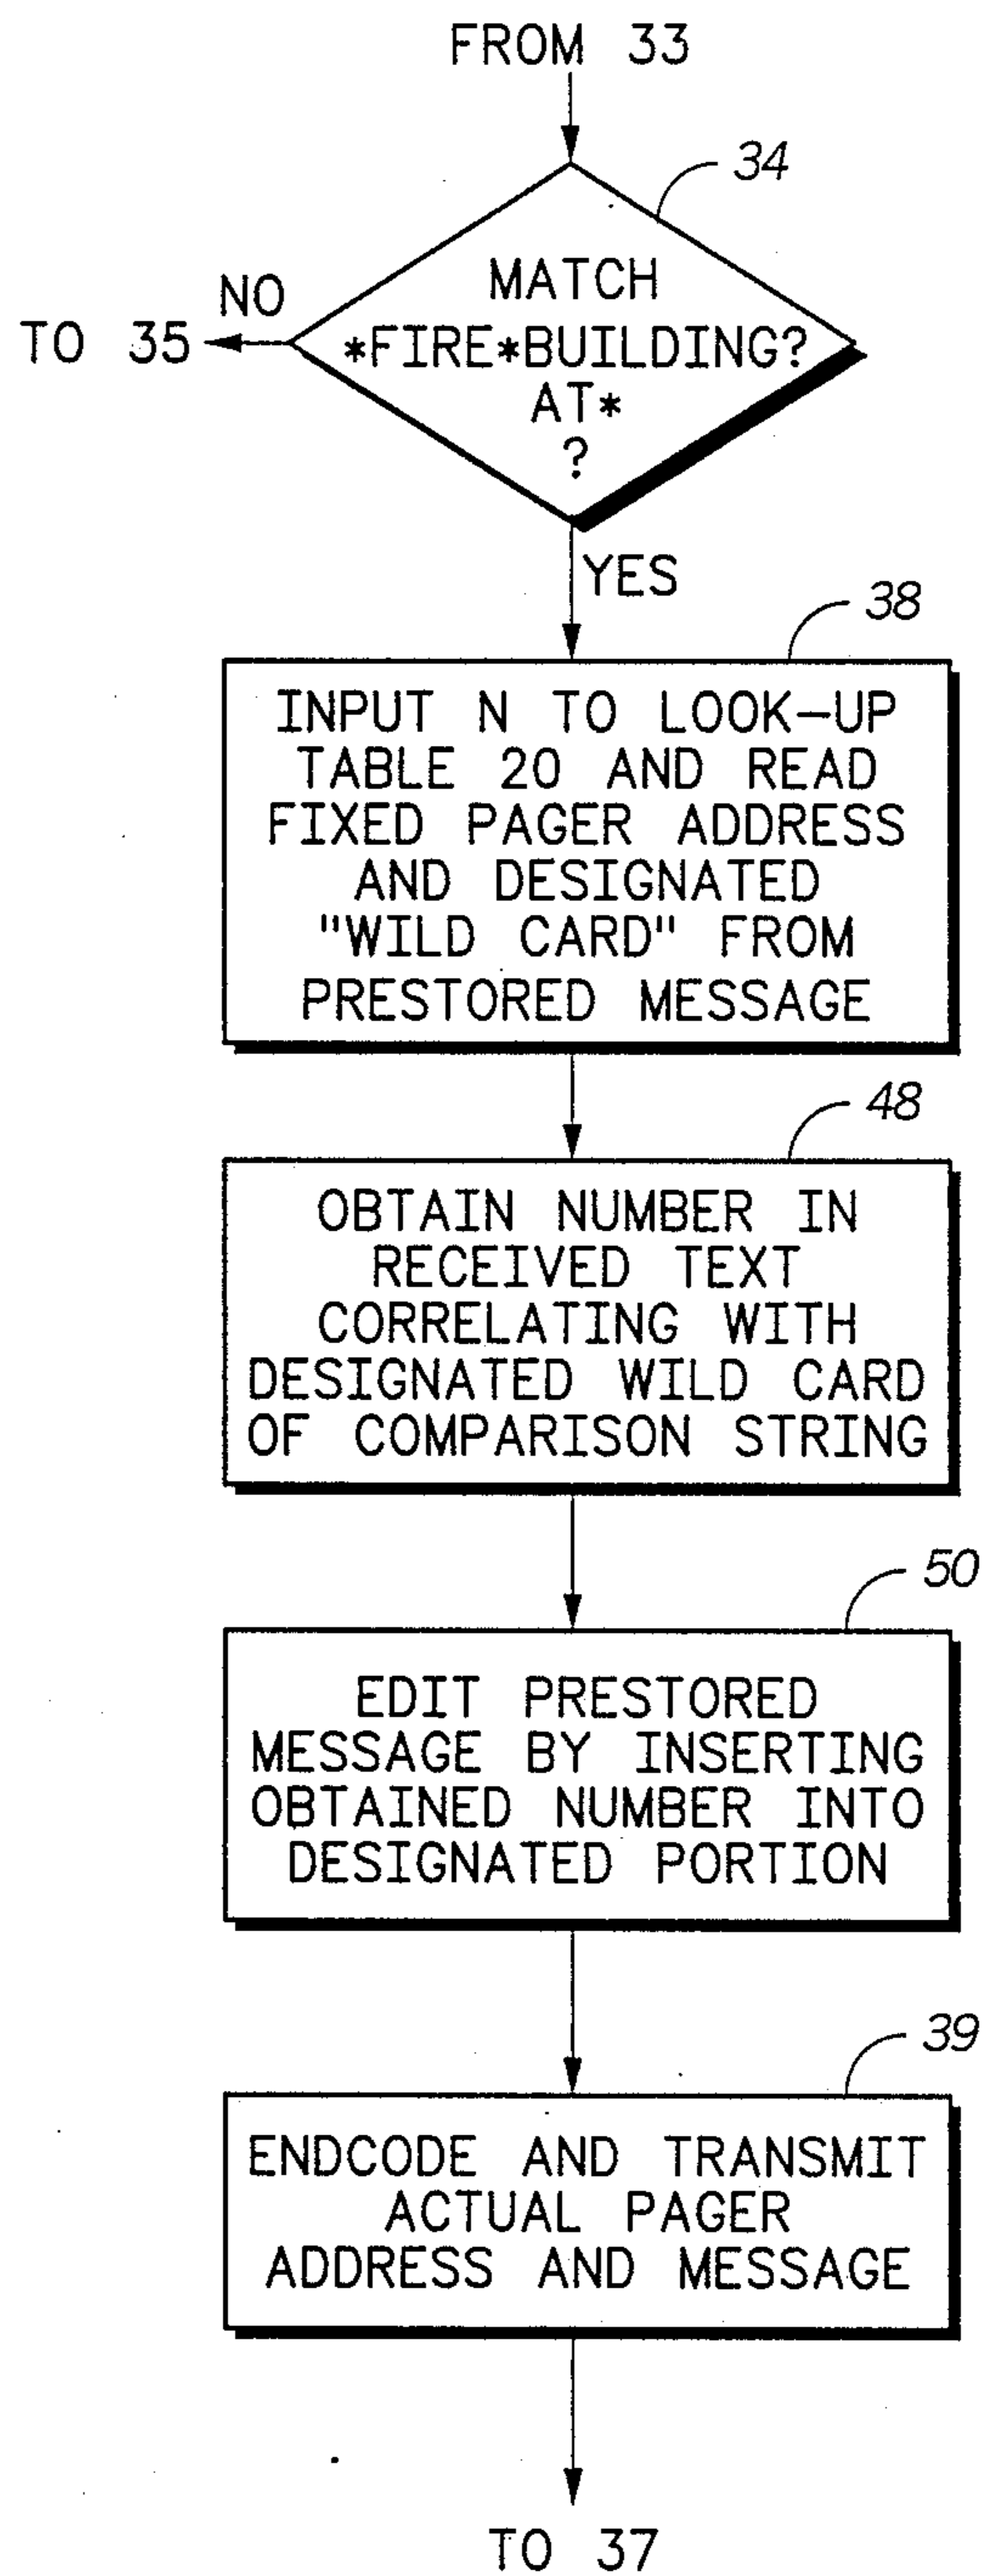 FROM 33
34
MATCH
*FIRE*BUILDING?
AT*
?
NO
TO 35
YES
38
INPUT N TO LOOK-UP
TABLE 20 AND READ
FIXED PAGER ADDRESS
AND DESIGNATED
"WILD CARD" FROM
PRESTORED MESSAGE
48
OBTAIN NUMBER IN
RECEIVED TEXT
CORRELATING WITH
DESIGNATED WILD CARD
OF COMPARISON STRING
50
EDIT PRESTORED
MESSAGE BY INSERTING
OBTAINED NUMBER INTO
DESIGNATED PORTION
39
ENDCODE AND TRANSMIT
ACTUAL PAGER
ADDRESS AND MESSAGE
TO 37